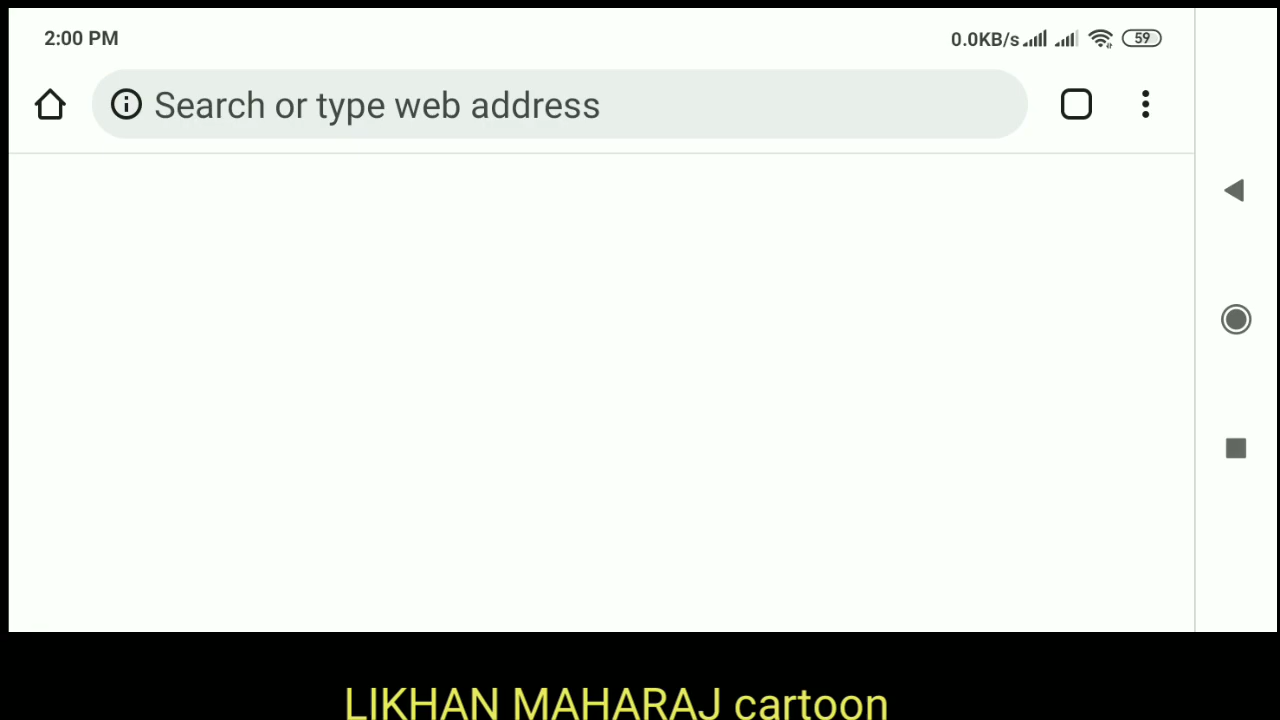 2:00 PM
0.0KB/s
59
Search or type web address
LIKHAN MAHARAJ cartoon